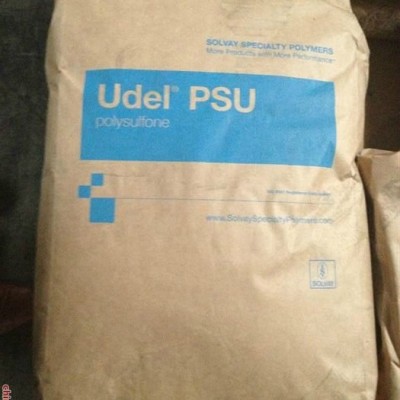 SOLVAY SPECIALTY POLYMERS
More Products with More Performance
Udel® PSU
polysulfone
www.SolvaySpecialtyPolymers.com
SOLVAY